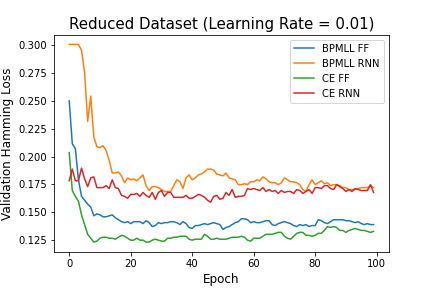 Reduced Dataset (Learning Rate = 0.01)
Validation Hamming Loss
0.300
0.275
0.250
0.225
0.200
0.175
0.150
0.125
BPMLL FF
BPMLL RNN
CE FF
CE RNN
0 20 40 60 80 100
Epoch